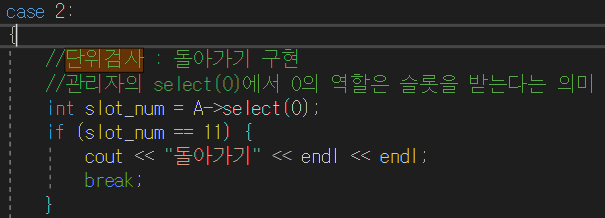 case 2:
{
//단위검사 : 돌아가기 구현
//관리자의 select(0)에서 0의 역할은 슬롯을 받는다는 의미
int slot_num = A->select(0);
if (slot_num == 11) {
cout << "돌아가기" << endl << endl;
break;
}